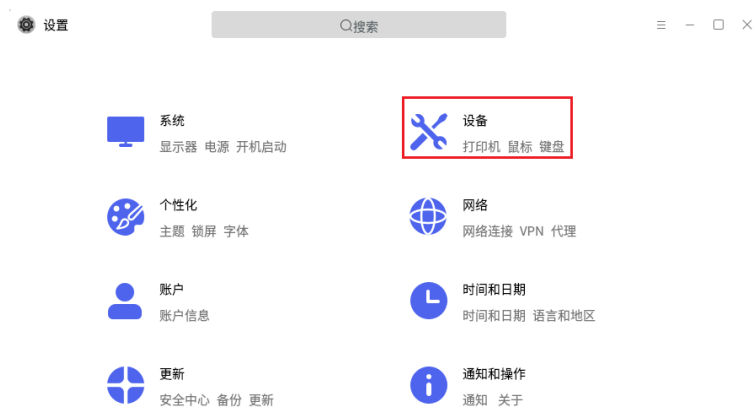 设置
搜索
系统
显示器 电源 开机启动
设备
打印机 鼠标 键盘
个性化
主题 锁屏 字体
网络
网络连接 VPN 代理
账户
账户信息
时间和日期
时间和日期 语言和地区
更新
安全中心 备份 更新
通知和操作
通知 关于